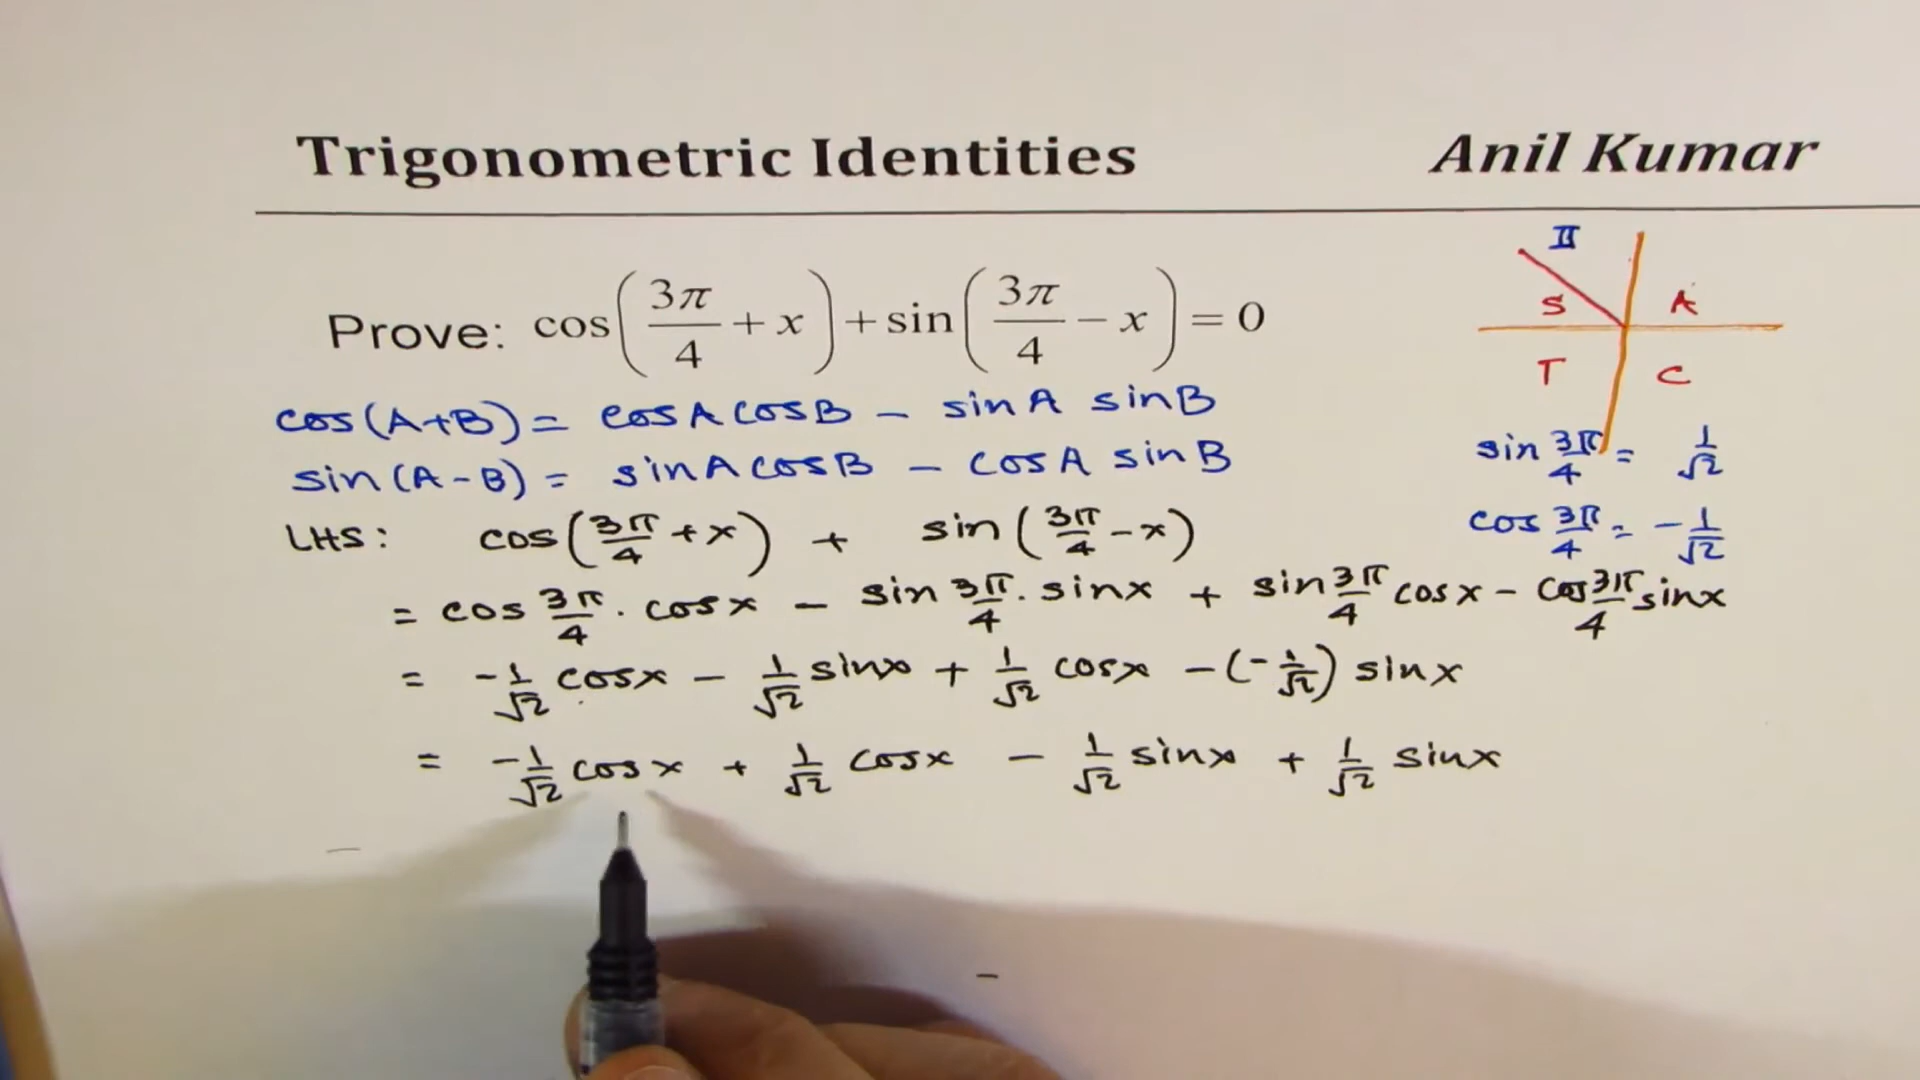 Trigonometric Identities Anil Kumar
Prove: cos(3π/4 + x) + sin(3π/4 − x) = 0
II
S A
T C
cos(A+B) = cosA cosB − sinA sinB
sin(A−B) = sinA cosB − cosA sinB
sin 3π/4 = 1/√2
cos 3π/4 = −1/√2
LHS: cos(3π/4 + x) + sin(3π/4 − x)
= cos 3π/4 · cosx − sin 3π/4 · sinx + sin 3π/4 cosx − cos 3π/4 sinx
= −1/√2 cosx − 1/√2 sinx + 1/√2 cosx − (−1/√2) sinx
= −1/√2 cosx + 1/√2 cosx − 1/√2 sinx + 1/√2 sinx